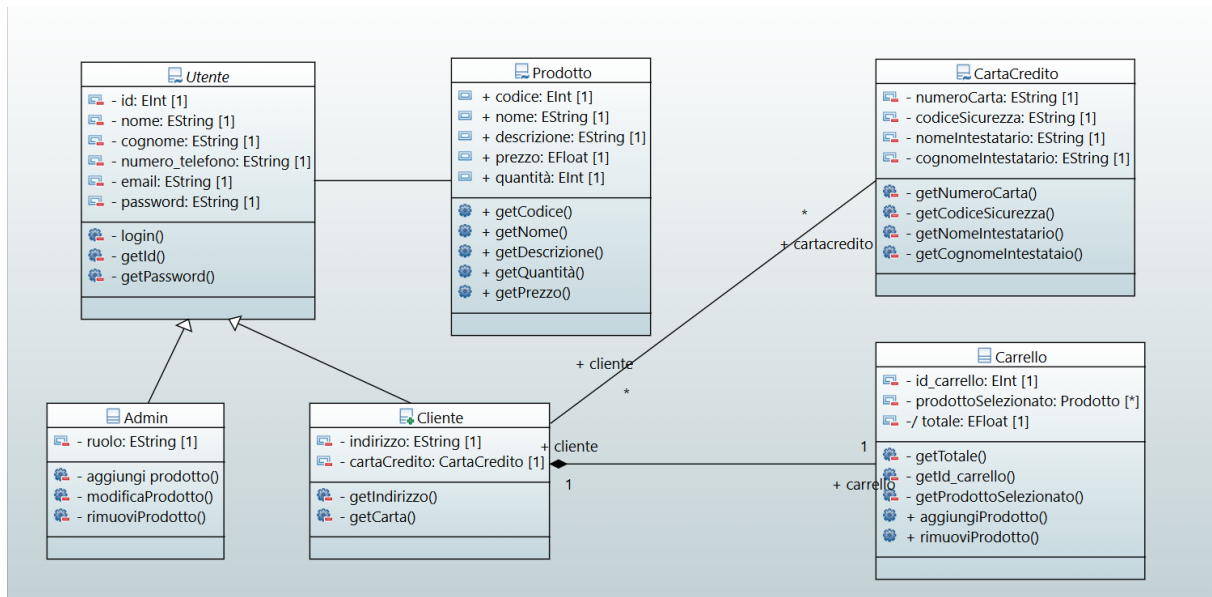 Utente
- id: EInt [1]
- nome: EString [1]
- cognome: EString [1]
- numero_telefono: EString [1]
- email: EString [1]
- password: EString [1]
- login()
- getId()
- getPassword()
Prodotto
+ codice: EInt [1]
+ nome: EString [1]
+ descrizione: EString [1]
+ prezzo: EFloat [1]
+ quantità: EInt [1]
+ getCodice()
+ getNome()
+ getDescrizione()
+ getQuantità()
+ getPrezzo()
CartaCredito
- numeroCarta: EString [1]
- codiceSicurezza: EString [1]
- nomeIntestatario: EString [1]
- cognomeIntestatario: EString [1]
- getNumeroCarta()
- getCodiceSicurezza()
- getNomeIntestatario()
- getCognomeIntestataio()
*
+ cartacredito
+ cliente
*
Admin
- ruolo: EString [1]
- aggiungi prodotto()
- modificaProdotto()
- rimuoviProdotto()
Cliente
- indirizzo: EString [1]
- cartaCredito: CartaCredito [1]
- getIndirizzo()
- getCarta()
+ cliente
1
1
+ carrello
Carrello
- id_carrello: EInt [1]
- prottoSelezionato: Prodotto [*]
-/ totale: EFloat [1]
- getTotale()
- getId_carrello()
- getProdottoSelezionato()
+ aggiungiProdotto()
+ rimuoviProdotto()